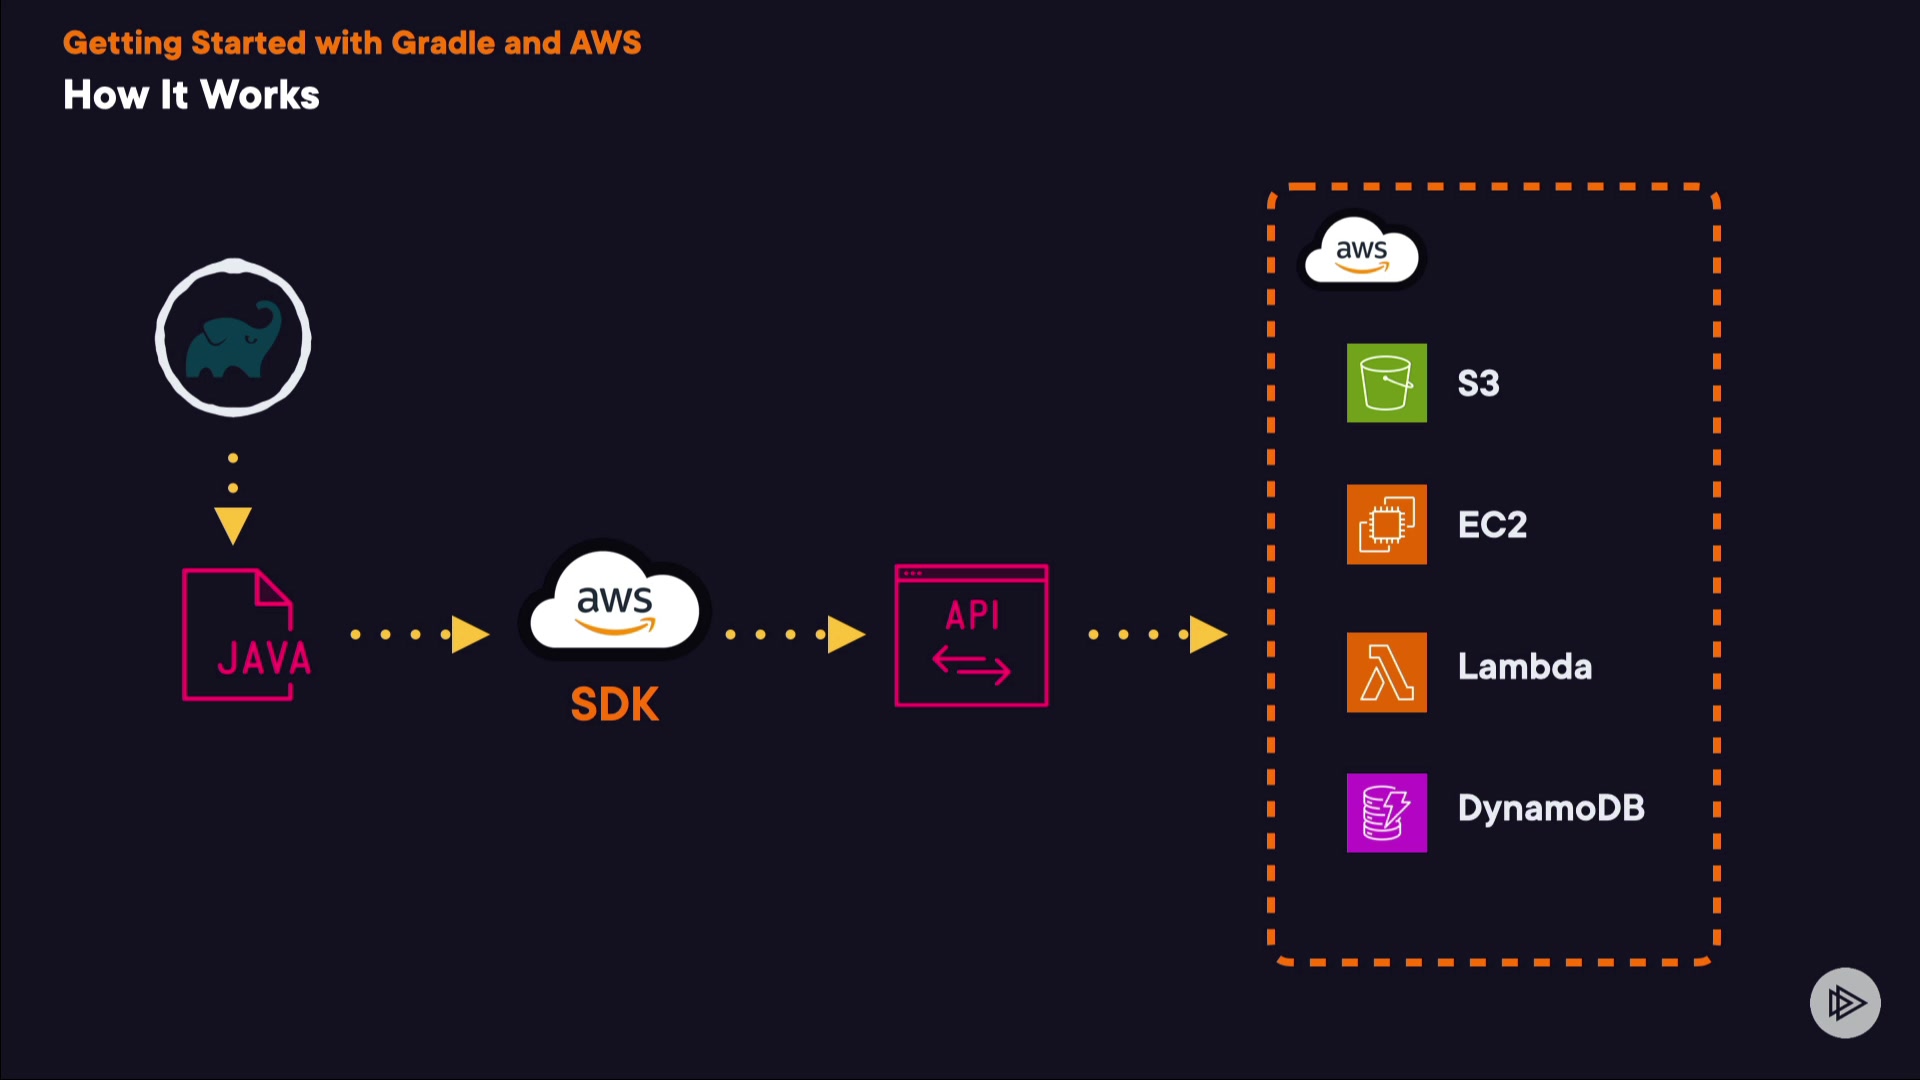 Getting Started with Gradle and AWS
How It Works
JAVA
aws
SDK
API
aws
S3
EC2
Lambda
DynamoDB